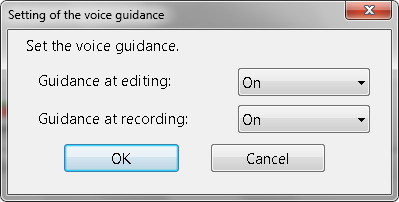 Setting of the voice guidance
Set the voice guidance.
Guidance at editing: On
Guidance at recording: On
OK Cancel